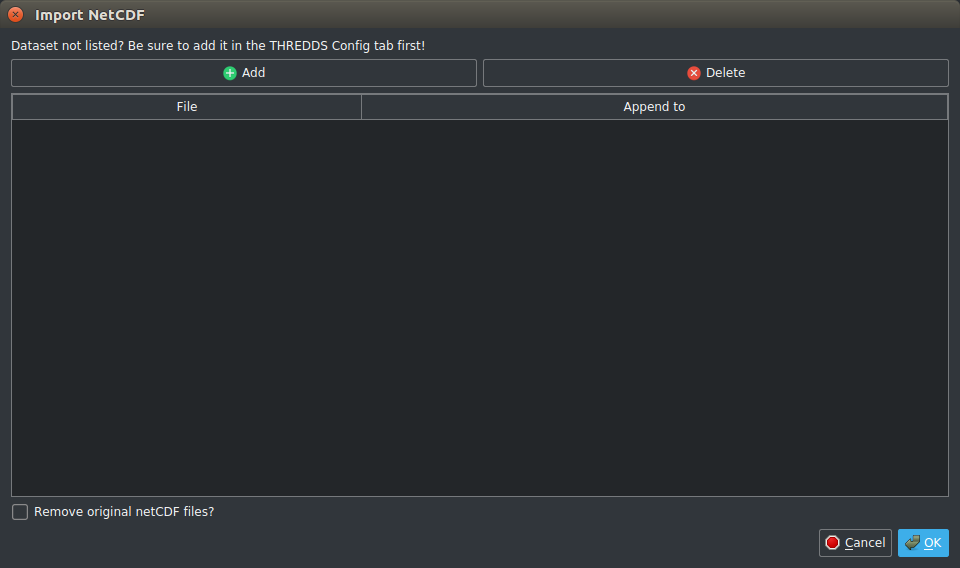 Import NetCDF
Dataset not listed? Be sure to add it in the THREDDS Config tab first!
Add Delete
File Append to
Remove original netCDF files?
Cancel OK